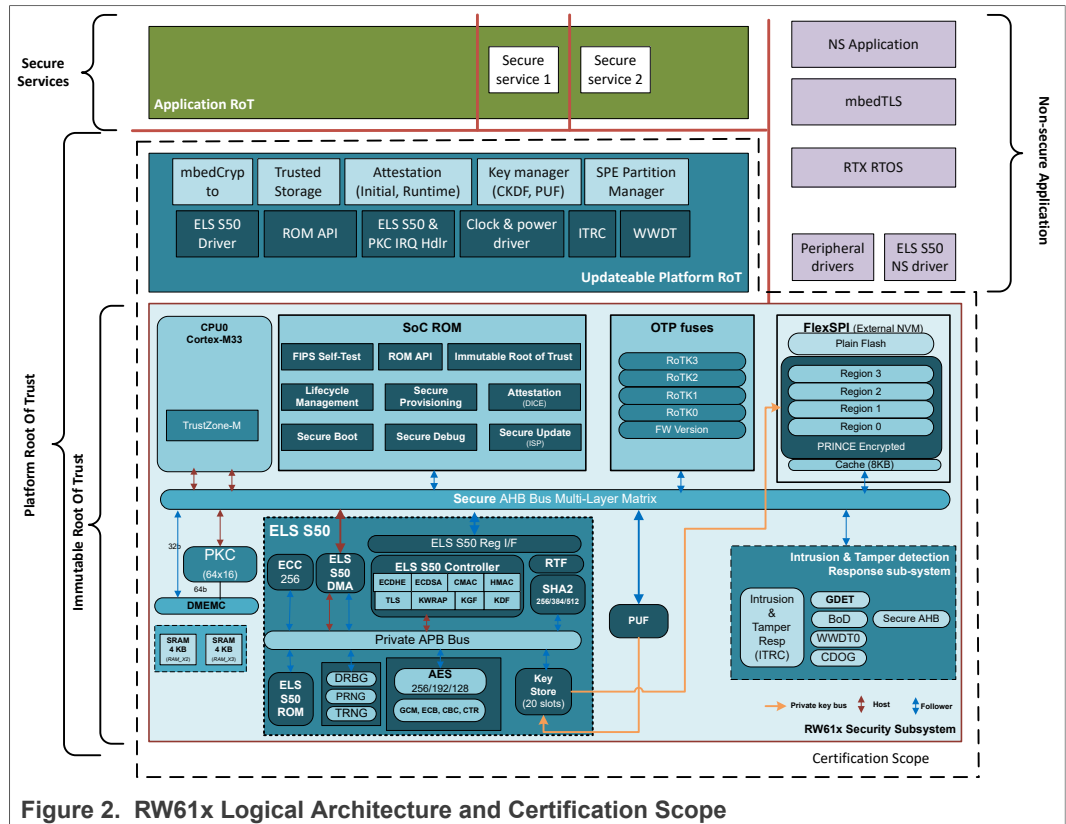 Secure
Services
Application RoT
Secure
service 1
Secure
service 2
NS Application
mbedTLS
RTX RTOS
Peripheral
drivers
ELS S50
NS driver
Non-secure Application
mbedCryp
to
Trusted
Storage
Attestation
(Initial, Runtime)
Key manager
(CKDF, PUF)
SPE Partition
Manager
ELS S50
Driver
ROM API
ELS S50 &
PKC IRQ Hdlr
Clock & power
driver
ITRC
WWDT
Updateable Platform RoT
Platform Root Of Trust
Immutable Root Of Trust
CPU0
Cortex-M33
TrustZone-M
SoC ROM
FIPS Self-Test
ROM API
Immutable Root of Trust
Lifecycle
Management
Secure
Provisioning
Attestation
(DICE)
Secure Boot
Secure Debug
Secure Update
(ISP)
OTP fuses
RoTK3
RoTK2
RoTK1
RoTK0
FW Version
FlexSPI (External NVM)
Plain Flash
Region 3
Region 2
Region 1
Region 0
PRINCE Encrypted
Cache (8KB)
Secure AHB Bus Multi-Layer Matrix
32b
PKC
(64x16)
64b
DMEMC
SRAM
4 KB
(RAM_X2)
SRAM
4 KB
(RAM_X3)
ELS S50
ELS S50 Reg I/F
ECC
256
ELS
S50
DMA
ELS S50 Controller
ECDHE
ECDSA
CMAC
HMAC
TLS
KWRAP
KGF
KDF
RTF
SHA2
256/384/512
Private APB Bus
ELS
S50
ROM
DRBG
PRNG
TRNG
AES
256/192/128
GCM, ECB, CBC, CTR
Key
Store
(20 slots)
PUF
Intrusion & Tamper detection
Response sub-system
Intrusion
&
Tamper
Resp
(ITRC)
GDET
BoD
WWDT0
CDOG
Secure AHB
Private key bus
Host
Follower
RW61x Security Subsystem
Certification Scope
Figure 2. RW61x Logical Architecture and Certification Scope